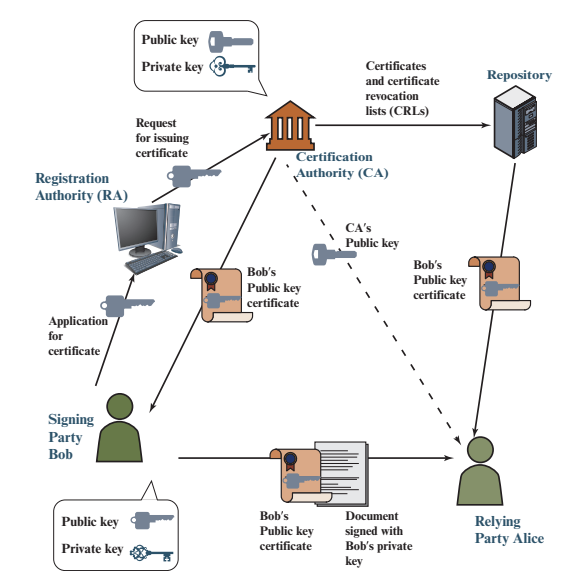 Public key
Private key
Certificates
and certificate
revocation
lists (CRLs)
Repository
Request
for issuing
certificate
Certification
Authority (CA)
Registration
Authority (RA)
CA's
Public key
Bob's
Public key
certificate
Bob's
Public key
certificate
Application
for
certificate
Signing
Party
Bob
Bob's
Public key
certificate
Document
signed with
Bob's private
key
Relying
Party Alice
Public key
Private key